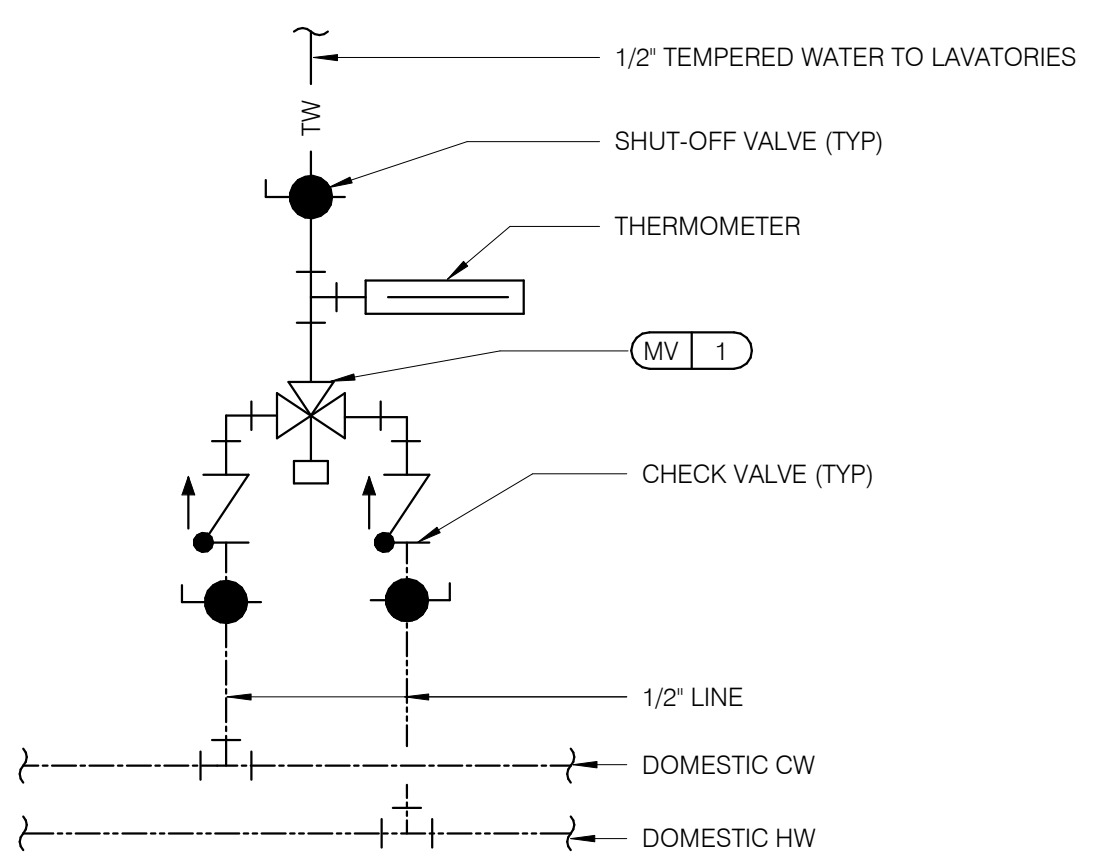 1/2" TEMPERED WATER TO LAVATORIES
TW
SHUT-OFF VALVE (TYP)
THERMOMETER
MV 1
CHECK VALVE (TYP)
1/2" LINE
DOMESTIC CW
DOMESTIC HW